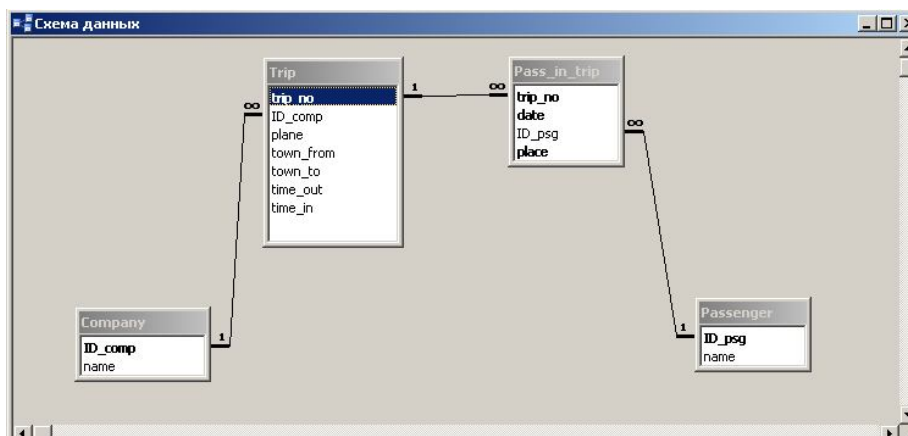 Схема данных
Trip
trip_no
ID_comp
plane
town_from
town_to
time_out
time_in
1
∞
Pass_in_trip
trip_no
date
ID_psg
place
∞
∞
Company
ID_comp
name
1
Passenger
ID_psg
name
1